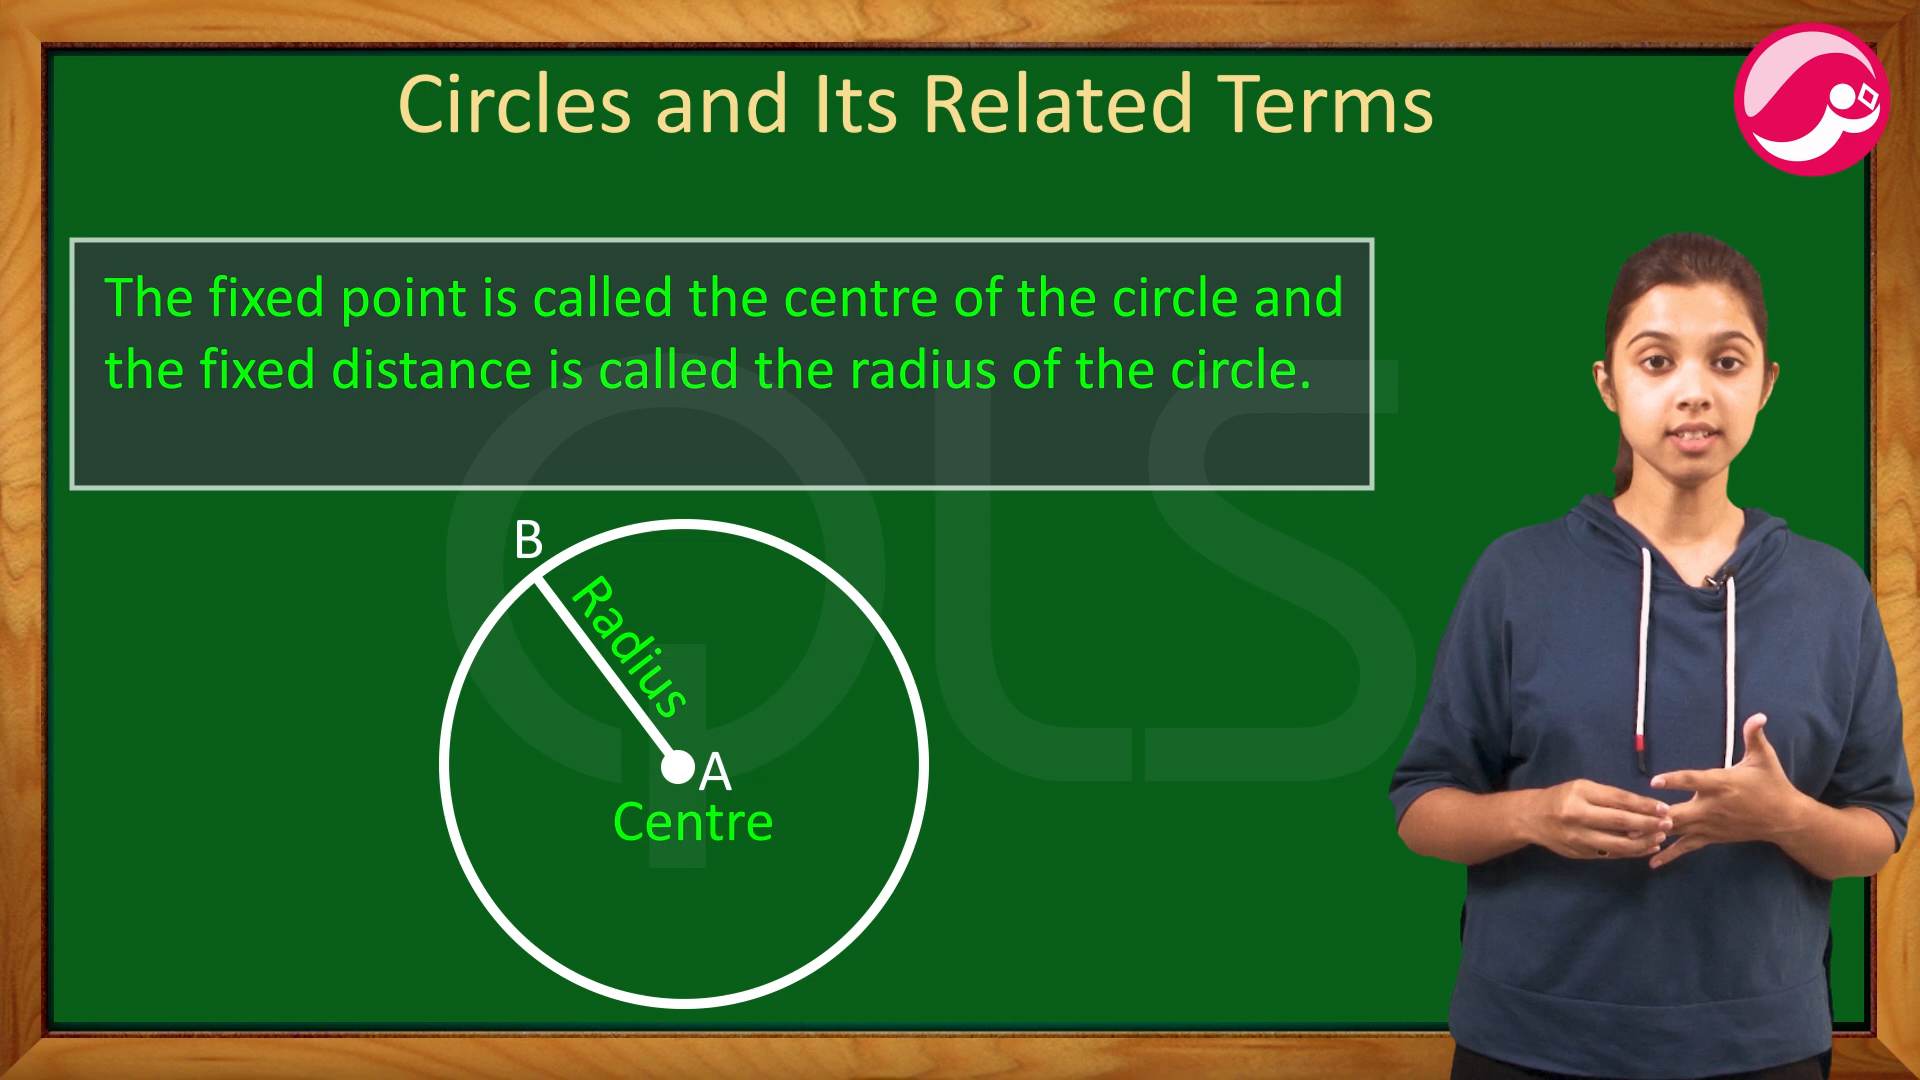 Circles and Its Related Terms
The fixed point is called the centre of the circle and
the fixed distance is called the radius of the circle.
B
Radius
A
Centre
QLS